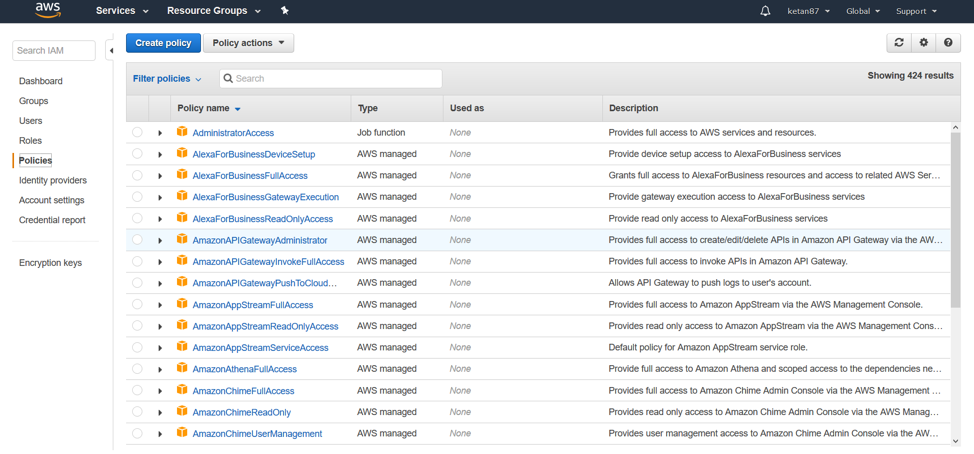 aws Services Resource Groups ketan87 Global Support
Search IAM
Dashboard
Groups
Users
Roles
Policies
Identity providers
Account settings
Credential report
Encryption keys
Create policy Policy actions
Filter policies Search Showing 424 results
Policy name Type Used as Description
AdministratorAccess Job function None Provides full access to AWS services and resources.
AlexaForBusinessDeviceSetup AWS managed None Provide device setup access to AlexaForBusiness services
AlexaForBusinessFullAccess AWS managed None Grants full access to AlexaForBusiness resources and access to related AWS Ser…
AlexaForBusinessGatewayExecution AWS managed None Provide gateway execution access to AlexaForBusiness services
AlexaForBusinessReadOnlyAccess AWS managed None Provide read only access to AlexaForBusiness services
AmazonAPIGatewayAdministrator AWS managed None Provides full access to create/edit/delete APIs in Amazon API Gateway via the AW…
AmazonAPIGatewayInvokeFullAccess AWS managed None Provides full access to invoke APIs in Amazon API Gateway.
AmazonAPIGatewayPushToCloud… AWS managed None Allows API Gateway to push logs to user's account.
AmazonAppStreamFullAccess AWS managed None Provides full access to Amazon AppStream via the AWS Management Console.
AmazonAppStreamReadOnlyAccess AWS managed None Provides read only access to Amazon AppStream via the AWS Management Cons…
AmazonAppStreamServiceAccess AWS managed None Default policy for Amazon AppStream service role.
AmazonAthenaFullAccess AWS managed None Provide full access to Amazon Athena and scoped access to the dependencies ne…
AmazonChimeFullAccess AWS managed None Provides full access to Amazon Chime Admin Console via the AWS Management …
AmazonChimeReadOnly AWS managed None Provides read only access to Amazon Chime Admin Console via the AWS Manag…
AmazonChimeUserManagement AWS managed None Provides user management access to Amazon Chime Admin Console via the AW…